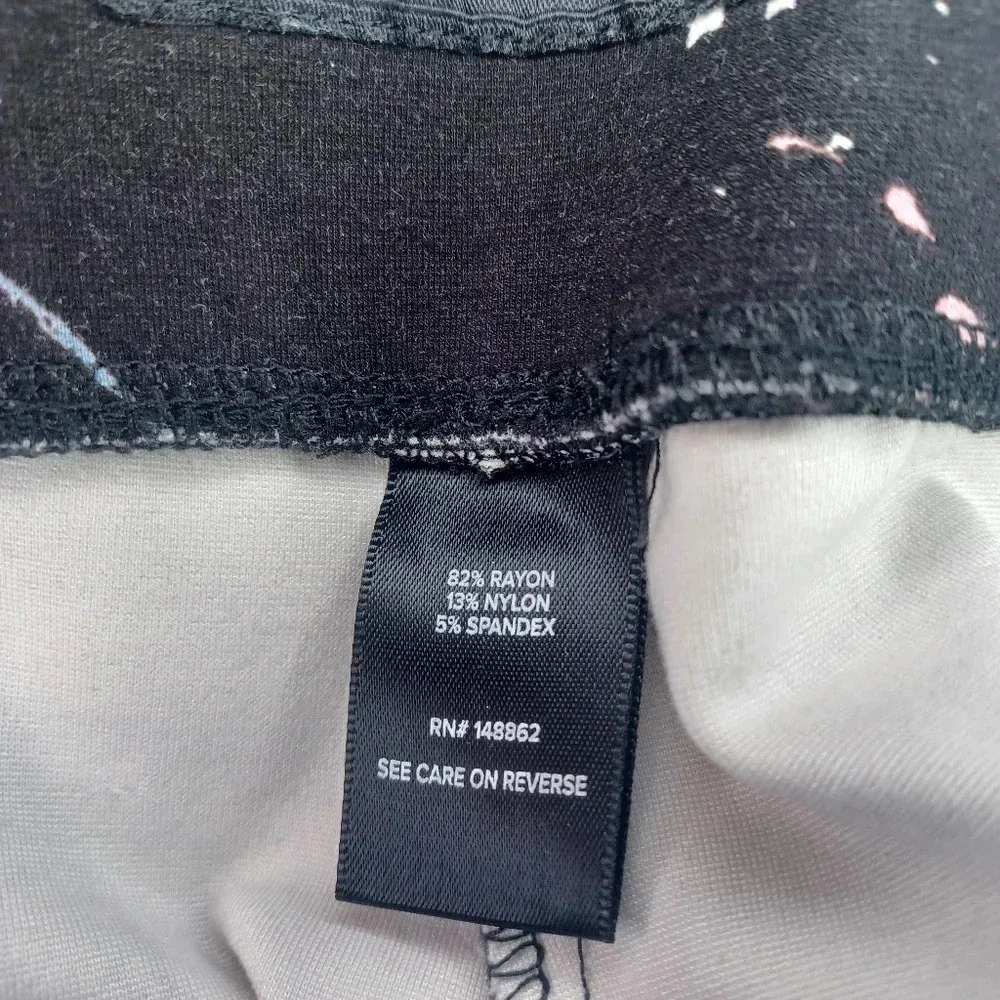 82% RAYON
13% NYLON
5% SPANDEX
RN# 148862
SEE CARE ON REVERSE